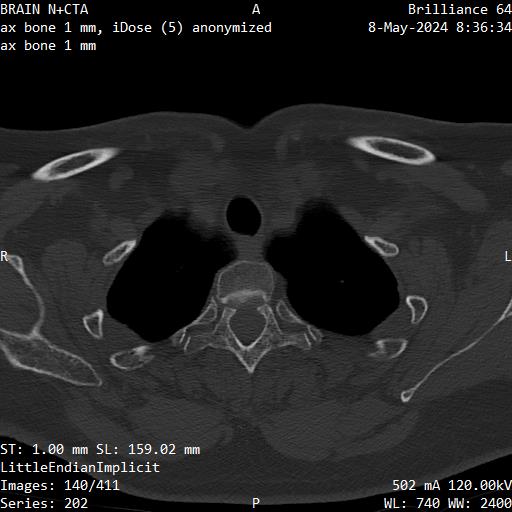 BRAIN N+CTA
ax bone 1 mm, iDose (5) anonymized
ax bone 1 mm
A
Brilliance 64
8-May-2024 8:36:34
R
L
ST: 1.00 mm SL: 159.02 mm
LittleEndianImplicit
Images: 140/411
Series: 202
P
502 mA 120.00kV
WL: 740 WW: 2400